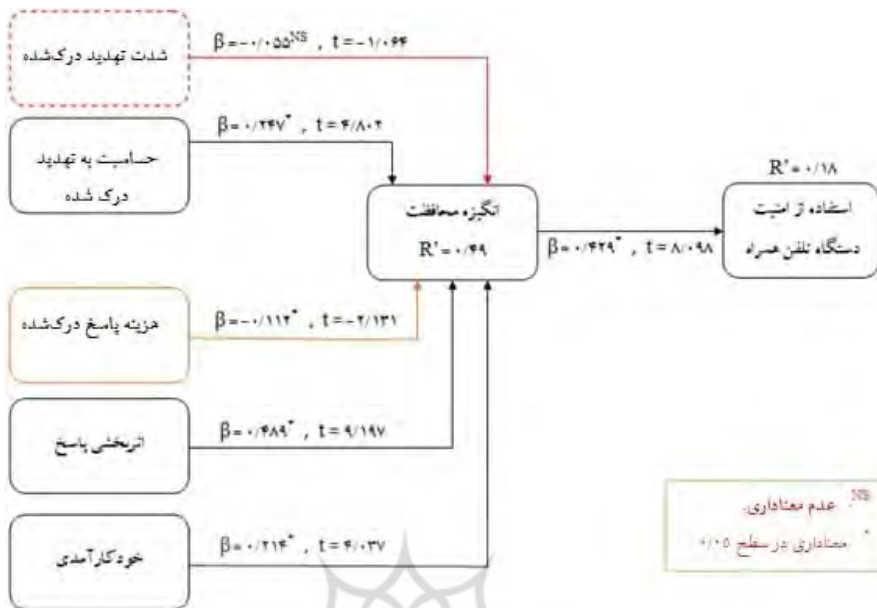 شدت تهدید درک‌شده
β=-۰/۰۵۵NS , t=-۱/۰۶۴
حساسیت به تهدید
درک شده
β=۰/۲۴۷* , t=۴/۸۰۲
انگیزه محافظت
R²=۰/۴۹
β=۰/۴۲۹* , t=۸/۰۹۸
R²=۰/۱۸
استفاده از امنیت
دستگاه تلفن همراه
هزینه پاسخ درک‌شده
β=-۰/۱۱۲* , t=-۲/۱۳۱
اثربخشی پاسخ
β=۰/۴۸۹* , t=۹/۱۹۷
خودکارآمدی
β=۰/۲۱۴* , t=۴/۰۳۷
NS. عدم معناداری.
* معناداری در سطح ۰/۰۵